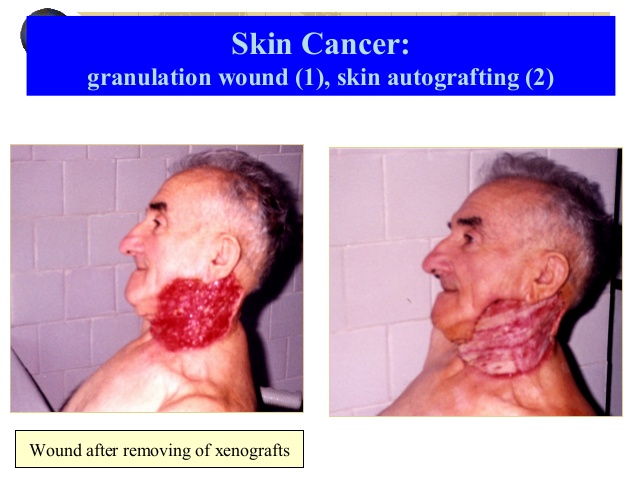 Skin Cancer:
granulation wound (1), skin autografting (2)
Wound after removing of xenografts